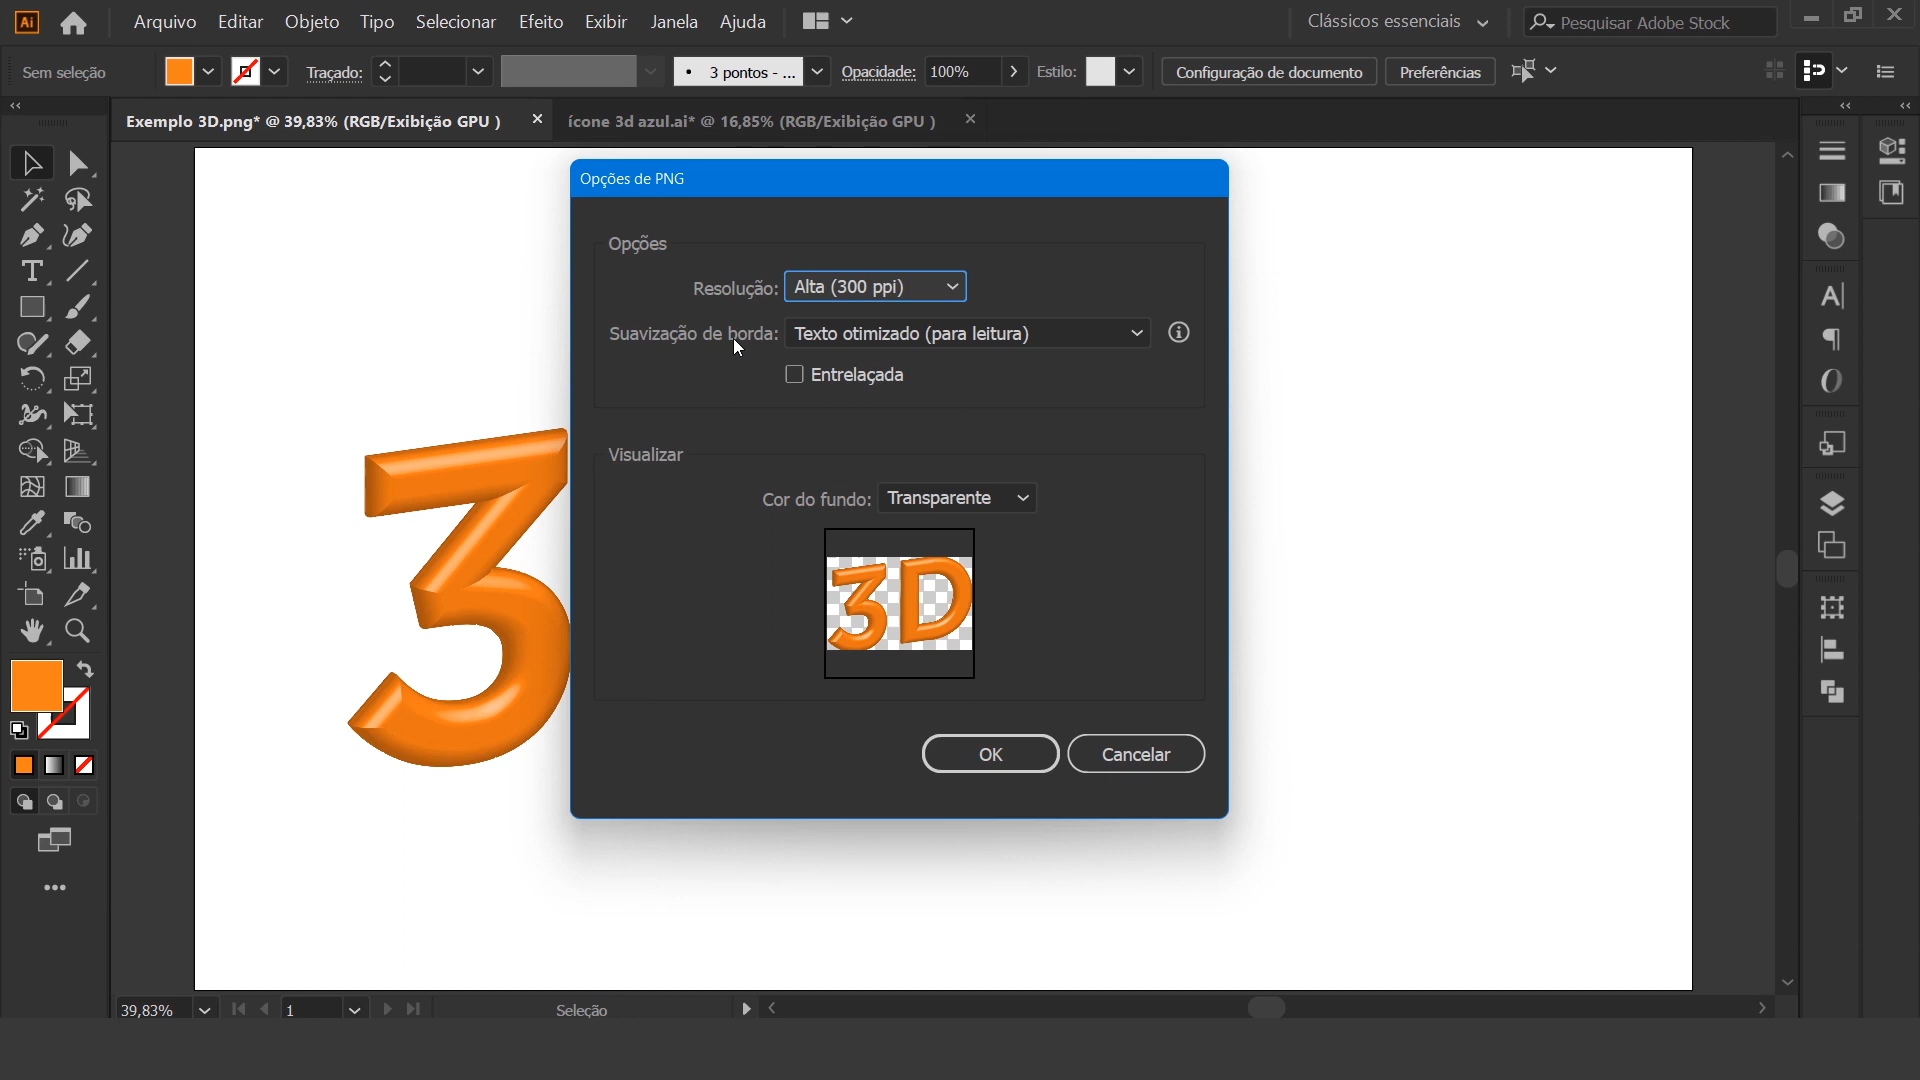 Ai Arquivo Editar Objeto Tipo Selecionar Efeito Exibir Janela Ajuda Clássicos essenciais Pesquisar Adobe Stock
Sem seleção Traçado: 3 pontos - ... Opacidade: 100% Estilo: Configuração de documento Preferências
Exemplo 3D.png* @ 39,83% (RGB/Exibição GPU ) ícone 3d azul.ai* @ 16,85% (RGB/Exibição GPU )
Opções de PNG
Opções
Resolução: Alta (300 ppi)
Suavização de borda: Texto otimizado (para leitura)
Entrelaçada
Visualizar
Cor do fundo: Transparente
3D
3
OK Cancelar
39,83% 1 Seleção